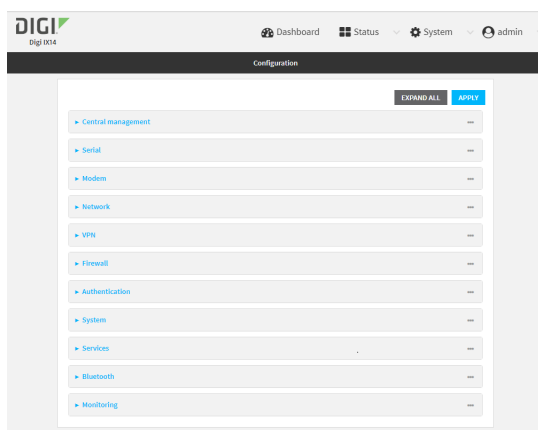 DIGI
Digi IX14
Dashboard Status System admin
Configuration
EXPAND ALL APPLY
Central management
Serial
Modem
Network
VPN
Firewall
Authentication
System
Services
Bluetooth
Monitoring